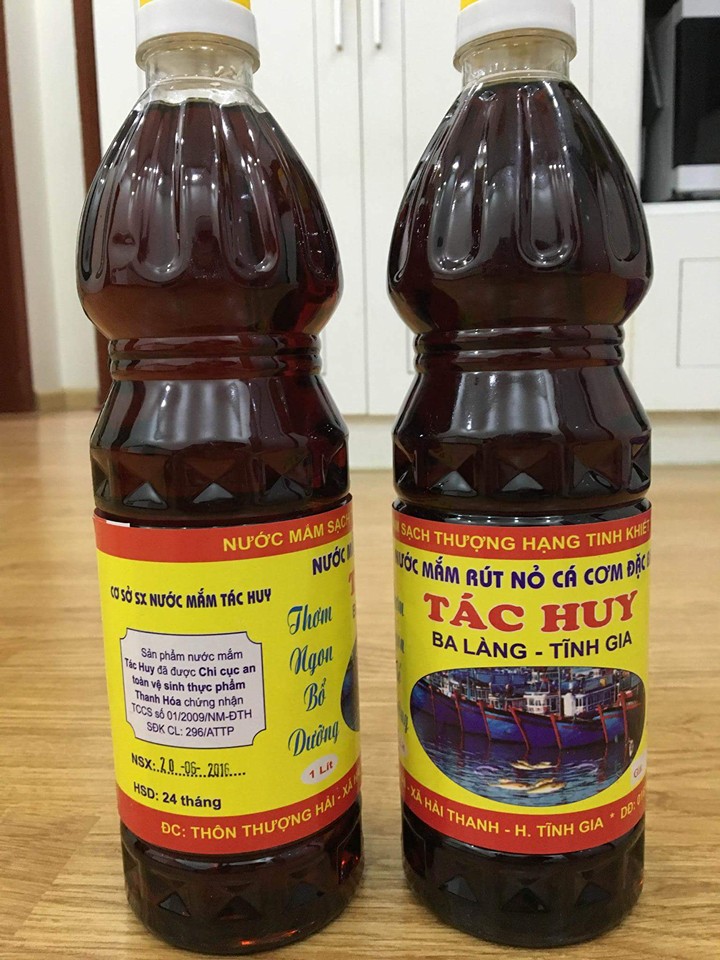 NƯỚC MẮM SẠCH
NƯỚC
CƠ SỞ SX NƯỚC MẮM TÁC HUY
Sản phẩm nước mắm
Tác Huy đã được Chi cục an
toàn vệ sinh thực phẩm
Thanh Hóa chứng nhận
TCCS số 01/2009/NM-ĐTH
SĐK CL: 296/ATTP
Thơm
Ngon
Bổ
Dưỡng
NSX: 20 -06- 2016
1 Lít
HSD: 24 tháng
ĐC: THÔN THƯỢNG HẢI - XÃ
SẠCH THƯỢNG HẠNG TINH KHIẾT
NƯỚC MẮM RÚT NỎ CÁ CƠM ĐẶC
TÁC HUY
BA LÀNG - TĨNH GIA
- XÃ HẢI THANH - H. TĨNH GIA * DĐ: